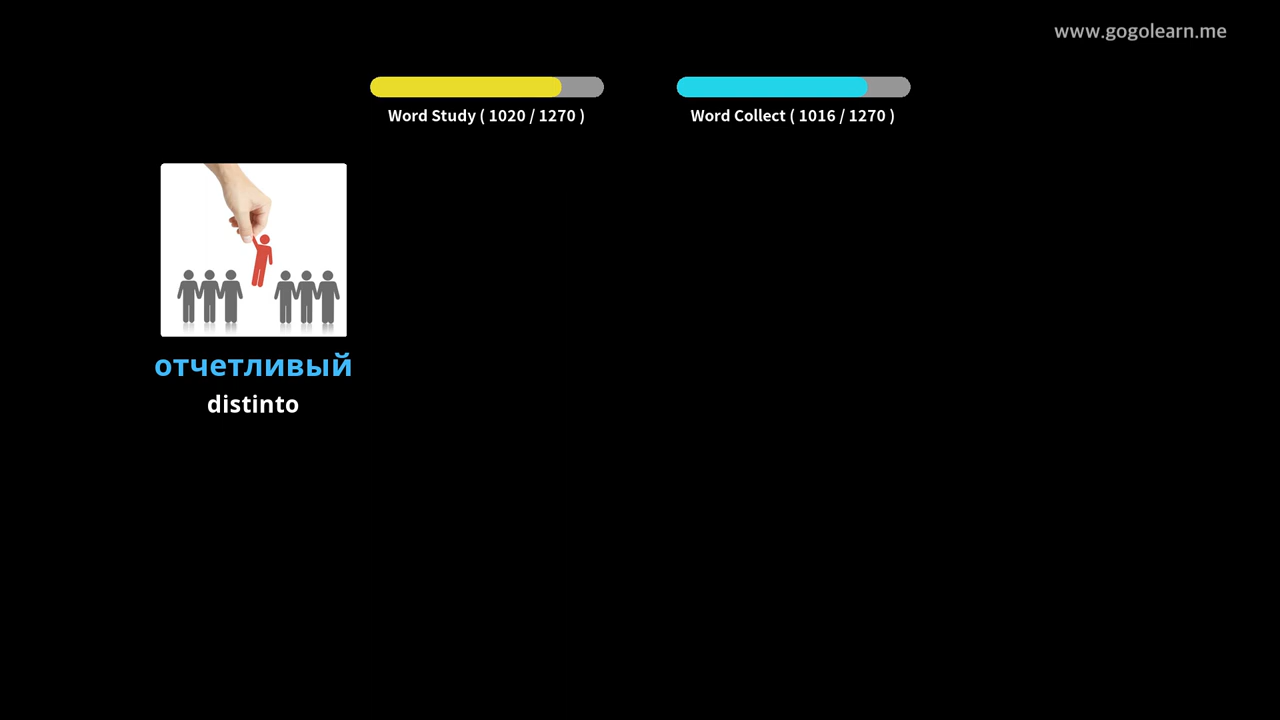 www.gogolearn.me
Word Study ( 1020 / 1270 )
Word Collect ( 1016 / 1270 )
отчетливый
distinto